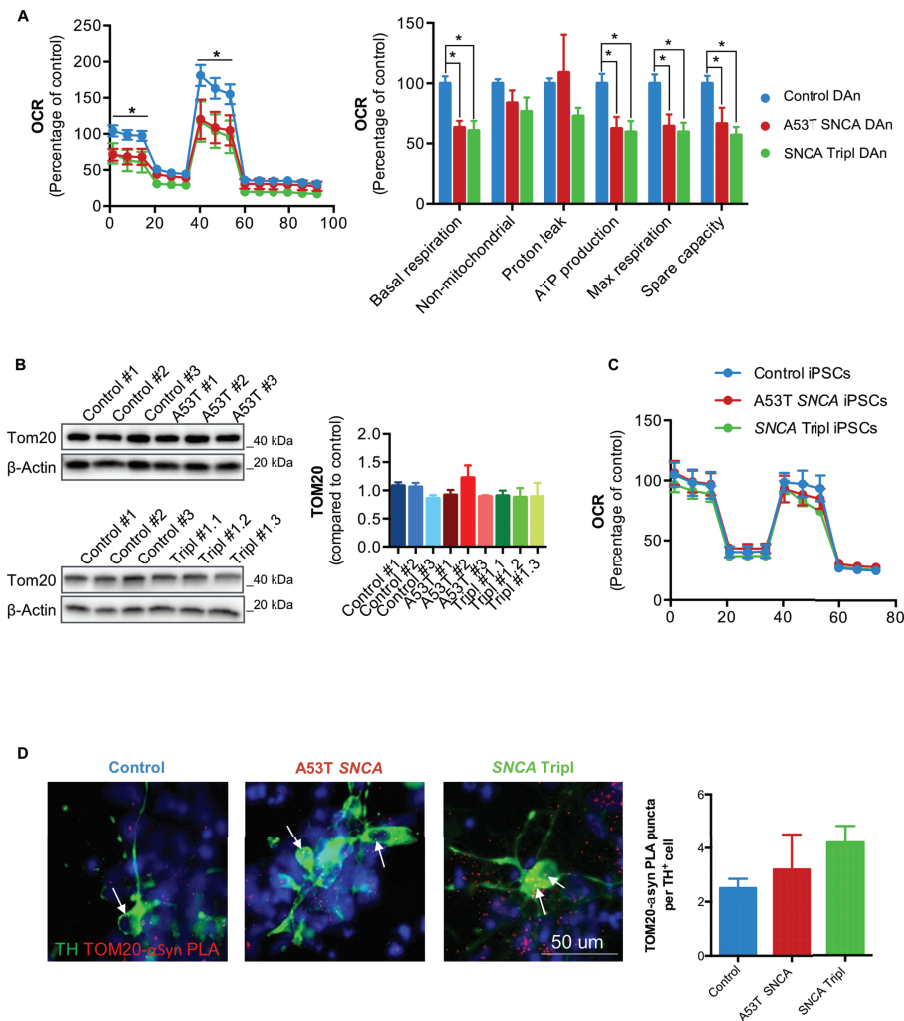 A
OCR
(Percentage of control)
250
200
150
100
50
0
0
20
40
60
80
100
*
*
OCR
(Percentage of control)
150
100
50
0
*
*
*
*
*
*
*
*
Basal respiration
Non-mitochondrial
Proton leak
ATP production
Max respiration
Spare capacity
Control DAn
A53T SNCA DAn
SNCA Tripl DAn
B
Control #1
Control #2
Control #3
A53T #1
A53T #2
A53T #3
Tom20
_40 kDa
β-Actin
_20 kDa
Control #1
Control #2
Control #3
Tripl #1.1
Tripl #1.2
Tripl #1.3
Tom20
_40 kDa
β-Actin
_20 kDa
TOM20
(compared to control)
2.0
1.5
1.0
0.5
0.0
Control #1
Control #2
Control #3
A53T #1
A53T #2
A53T #3
Tripl #1.1
Tripl #1.2
Tripl #1.3
C
Control iPSCs
A53T SNCA iPSCs
SNCA Tripl iPSCs
OCR
(Percentage of control)
150
100
50
0
0
20
40
60
80
D
Control
A53T SNCA
SNCA Tripl
TH TOM20-αSyn PLA
50 um
TOM20-asyn PLA puncta
per TH+ cell
6
4
2
0
Control
A53T SNCA
SNCA Tripl